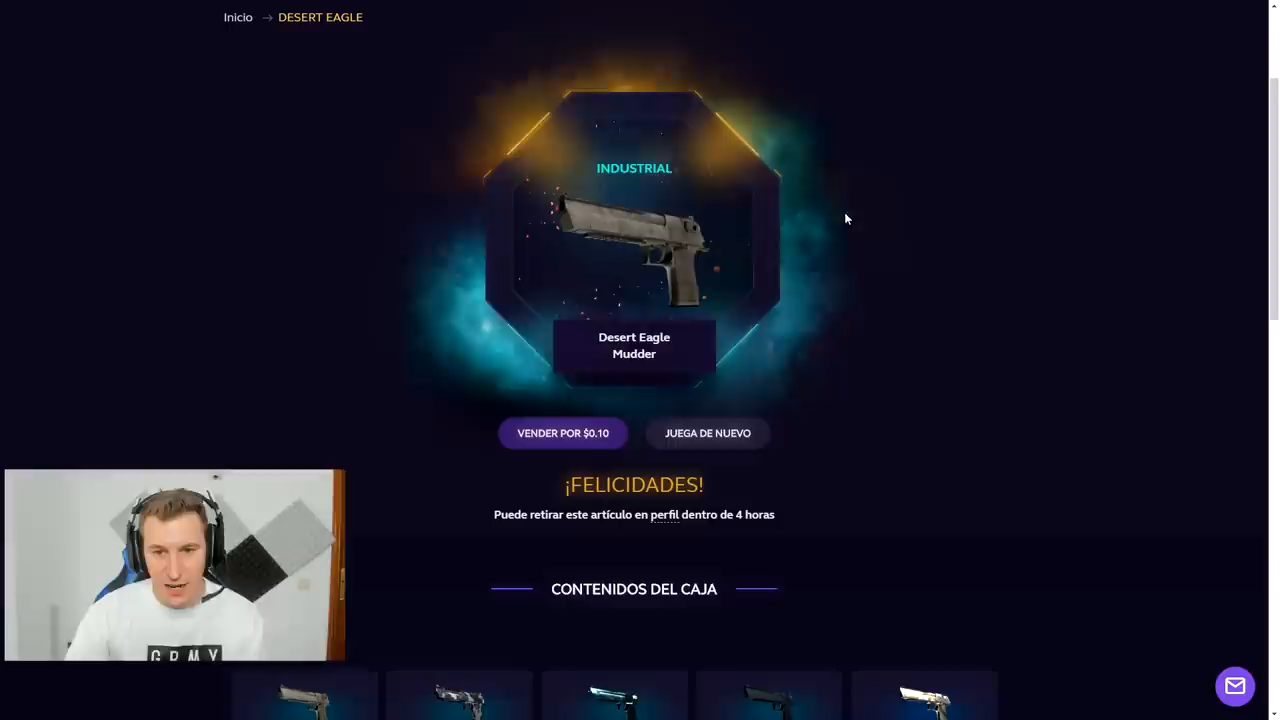 Inicio → DESERT EAGLE
INDUSTRIAL
Desert Eagle
Mudder
VENDER POR $0.10
JUEGA DE NUEVO
¡FELICIDADES!
Puede retirar este artículo en perfil dentro de 4 horas
CONTENIDOS DEL CAJA
GRMY